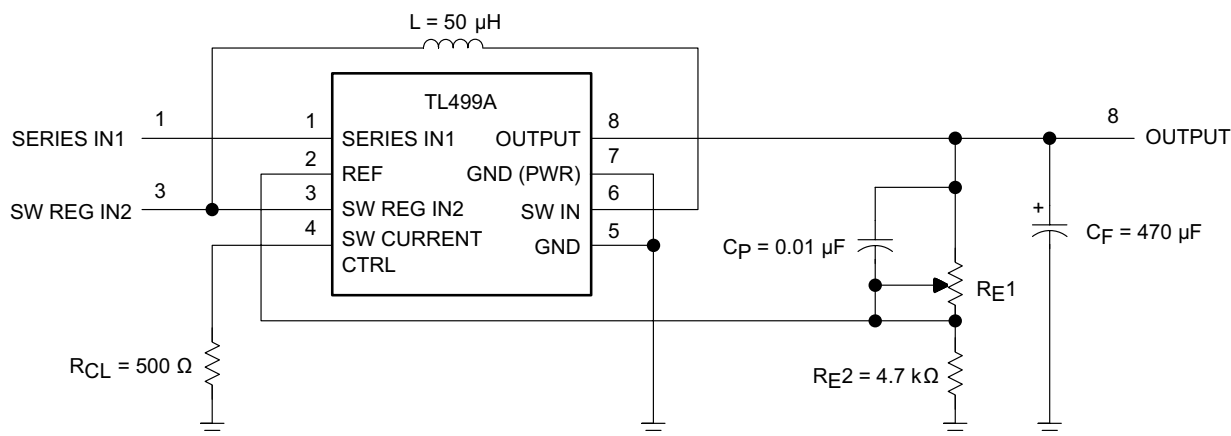 L = 50 µH
TL499A
SERIES IN1
1
1
SERIES IN1
OUTPUT
8
8
OUTPUT
2
REF
GND (PWR)
7
SW REG IN2
3
3
SW REG IN2
SW IN
6
4
SW CURRENT
CTRL
GND
5
CP = 0.01 µF
+
CF = 470 µF
RE1
RCL = 500 Ω
RE2 = 4.7 kΩ